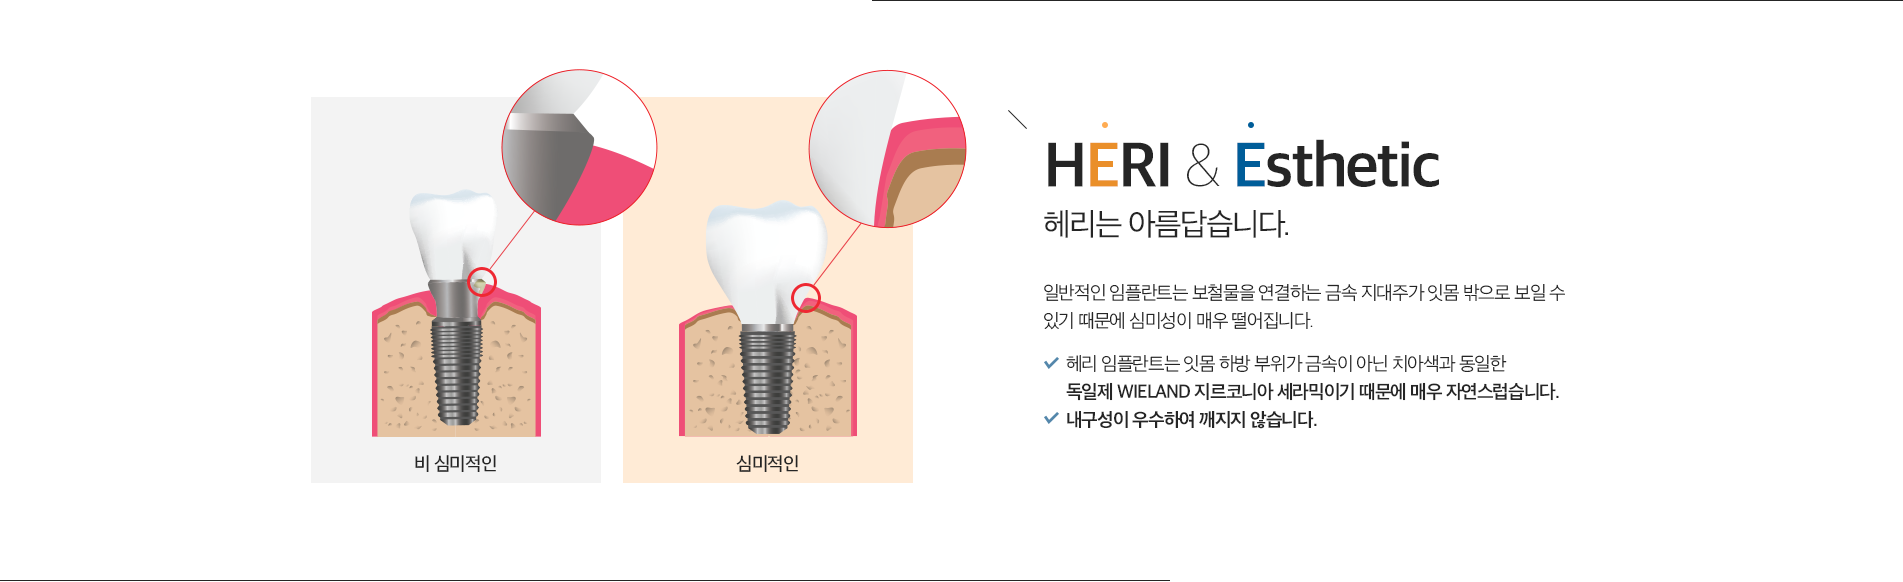 비 심미적인
심미적인
HERI & Esthetic
헤리는 아름답습니다.
일반적인 임플란트는 보철물을 연결하는 금속 지대주가 잇몸 밖으로 보일 수
있기 때문에 심미성이 매우 떨어집니다.
헤리 임플란트는 잇몸 하방 부위가 금속이 아닌 치아색과 동일한
독일제 WIELAND 지르코니아 세라믹이기 때문에 매우 자연스럽습니다.
내구성이 우수하여 깨지지 않습니다.